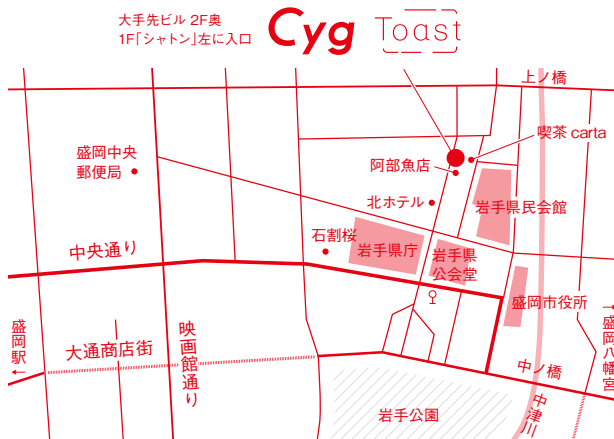 大手先ビル 2F奥
1F「シャトン」左に入口
Cyg
Toast
上ノ橋
喫茶 carta
盛岡中央
郵便局
阿部魚店
北ホテル
岩手県民会館
石割桜
岩手県庁
岩手県
公会堂
中央通り
盛岡市役所
盛岡駅←
大通商店街
映画館通り
→盛岡八幡宮
中ノ橋
中津川
岩手公園